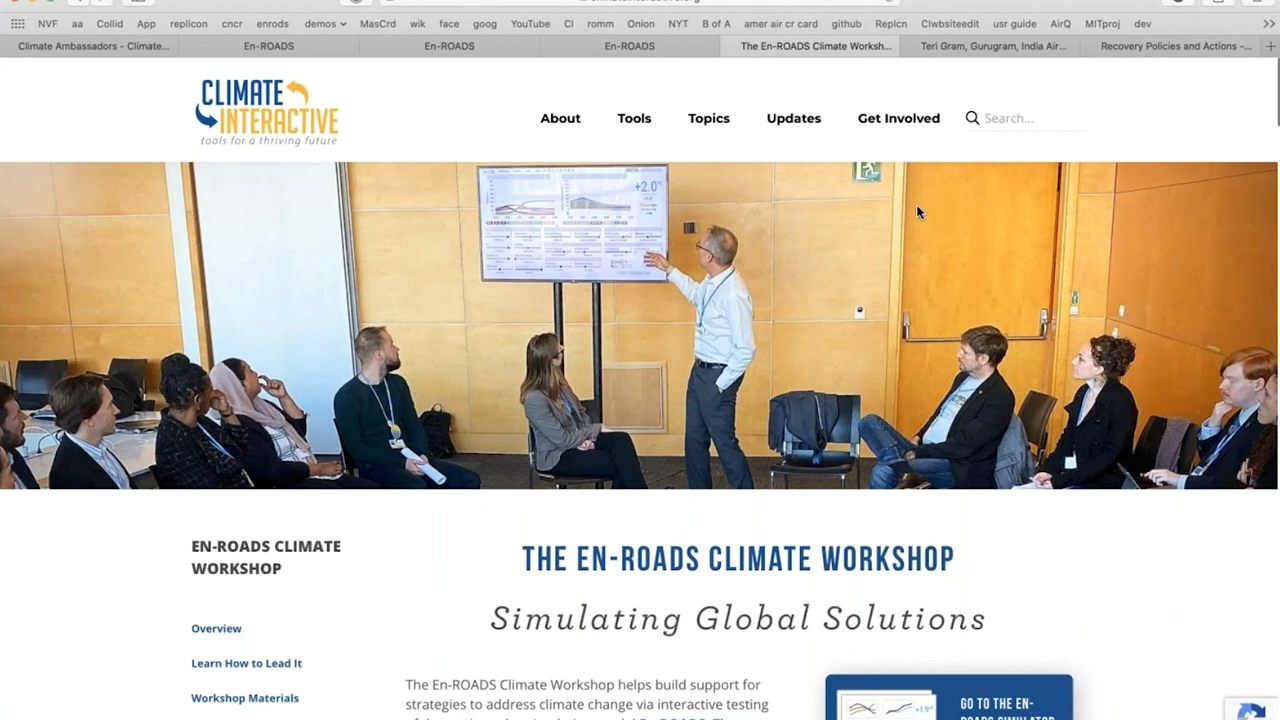 climateinteractive.org
NVF aa Collid App replicon cncr enrods demos MasCrd wik face goog YouTube CI romm Onion NYT B of A amer air cr card github Replcn Clwbsiteedit usr guide AirQ MITproj dev
Climate Ambassadors - Climate... En-ROADS En-ROADS En-ROADS The En-ROADS Climate Worksh... Teri Gram, Gurugram, India Air... Recovery Policies and Actions -...
CLIMATE
INTERACTIVE
tools for a thriving future
About Tools Topics Updates Get Involved Search...
+2.0
EN-ROADS CLIMATE
WORKSHOP
Overview
Learn How to Lead It
Workshop Materials
THE EN-ROADS CLIMATE WORKSHOP
Simulating Global Solutions
The En-ROADS Climate Workshop helps build support for
strategies to address climate change via interactive testing
GO TO THE EN-
ROADS SIMULATOR